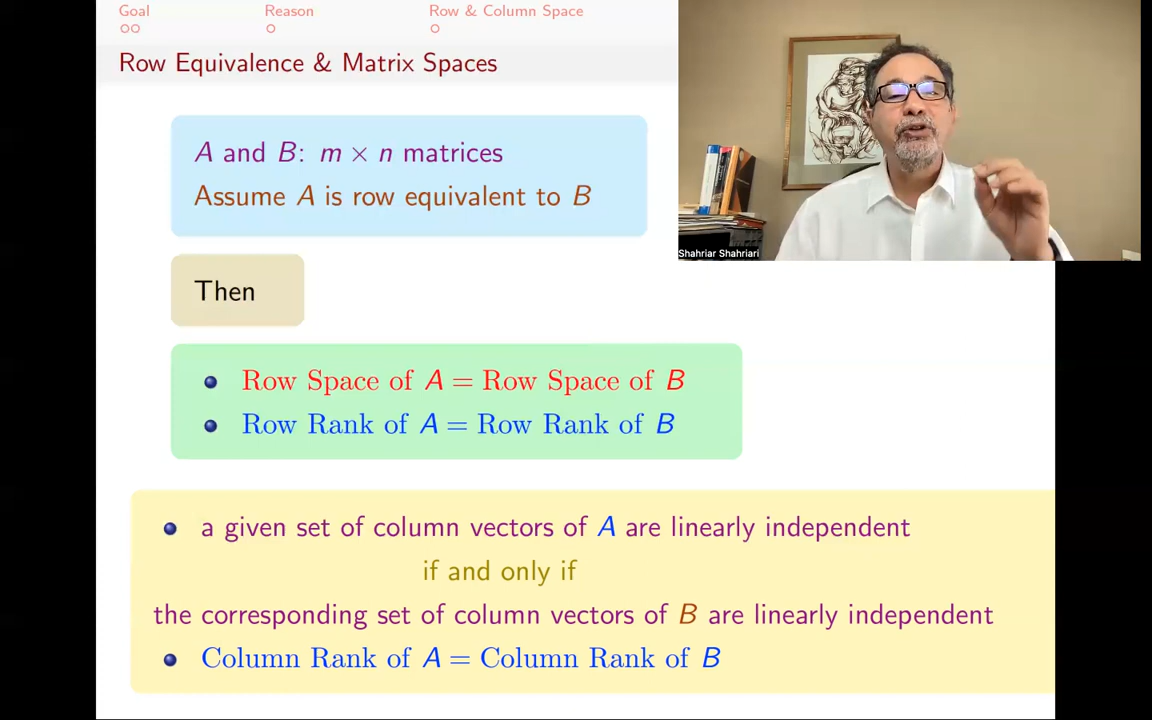 Goal
Reason
Row & Column Space
Row Equivalence & Matrix Spaces
A and B: m × n matrices
Assume A is row equivalent to B
Then
Row Space of A = Row Space of B
Row Rank of A = Row Rank of B
a given set of column vectors of A are linearly independent
if and only if
the corresponding set of column vectors of B are linearly independent
Column Rank of A = Column Rank of B
Shahriar Shahriari